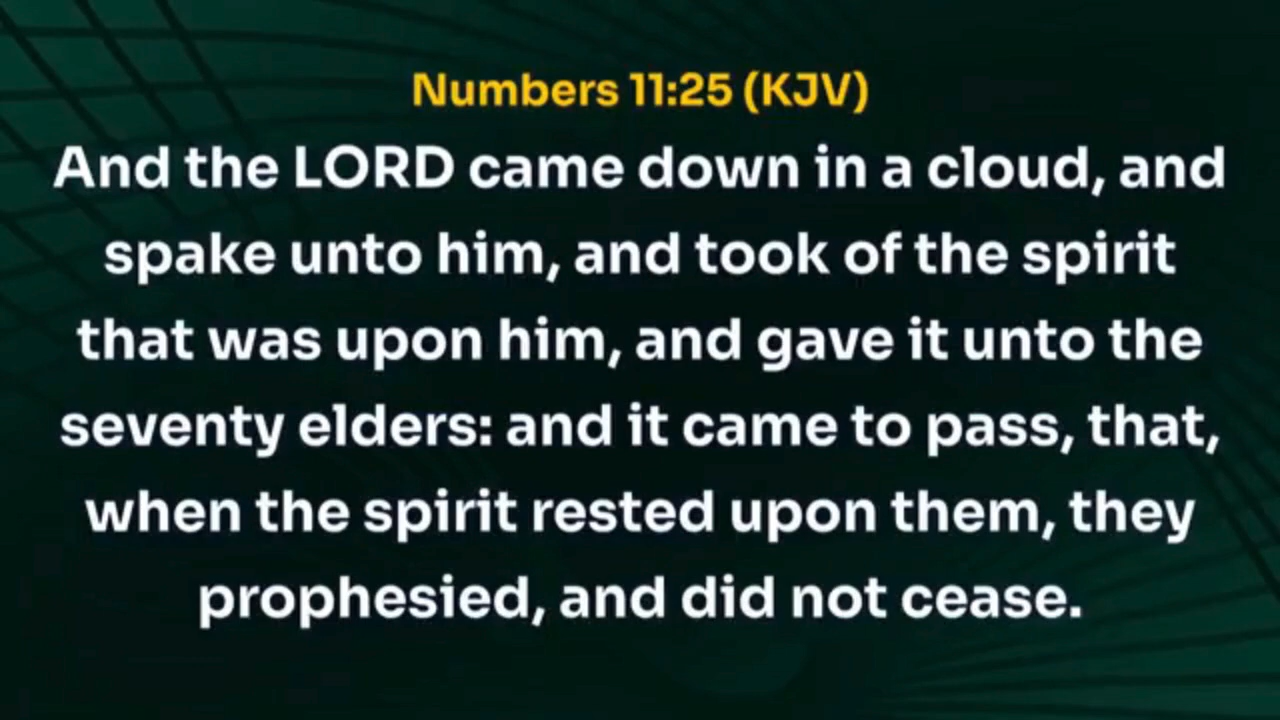 Numbers 11:25 (KJV)
And the LORD came down in a cloud, and
spake unto him, and took of the spirit
that was upon him, and gave it unto the
seventy elders: and it came to pass, that,
when the spirit rested upon them, they
prophesied, and did not cease.